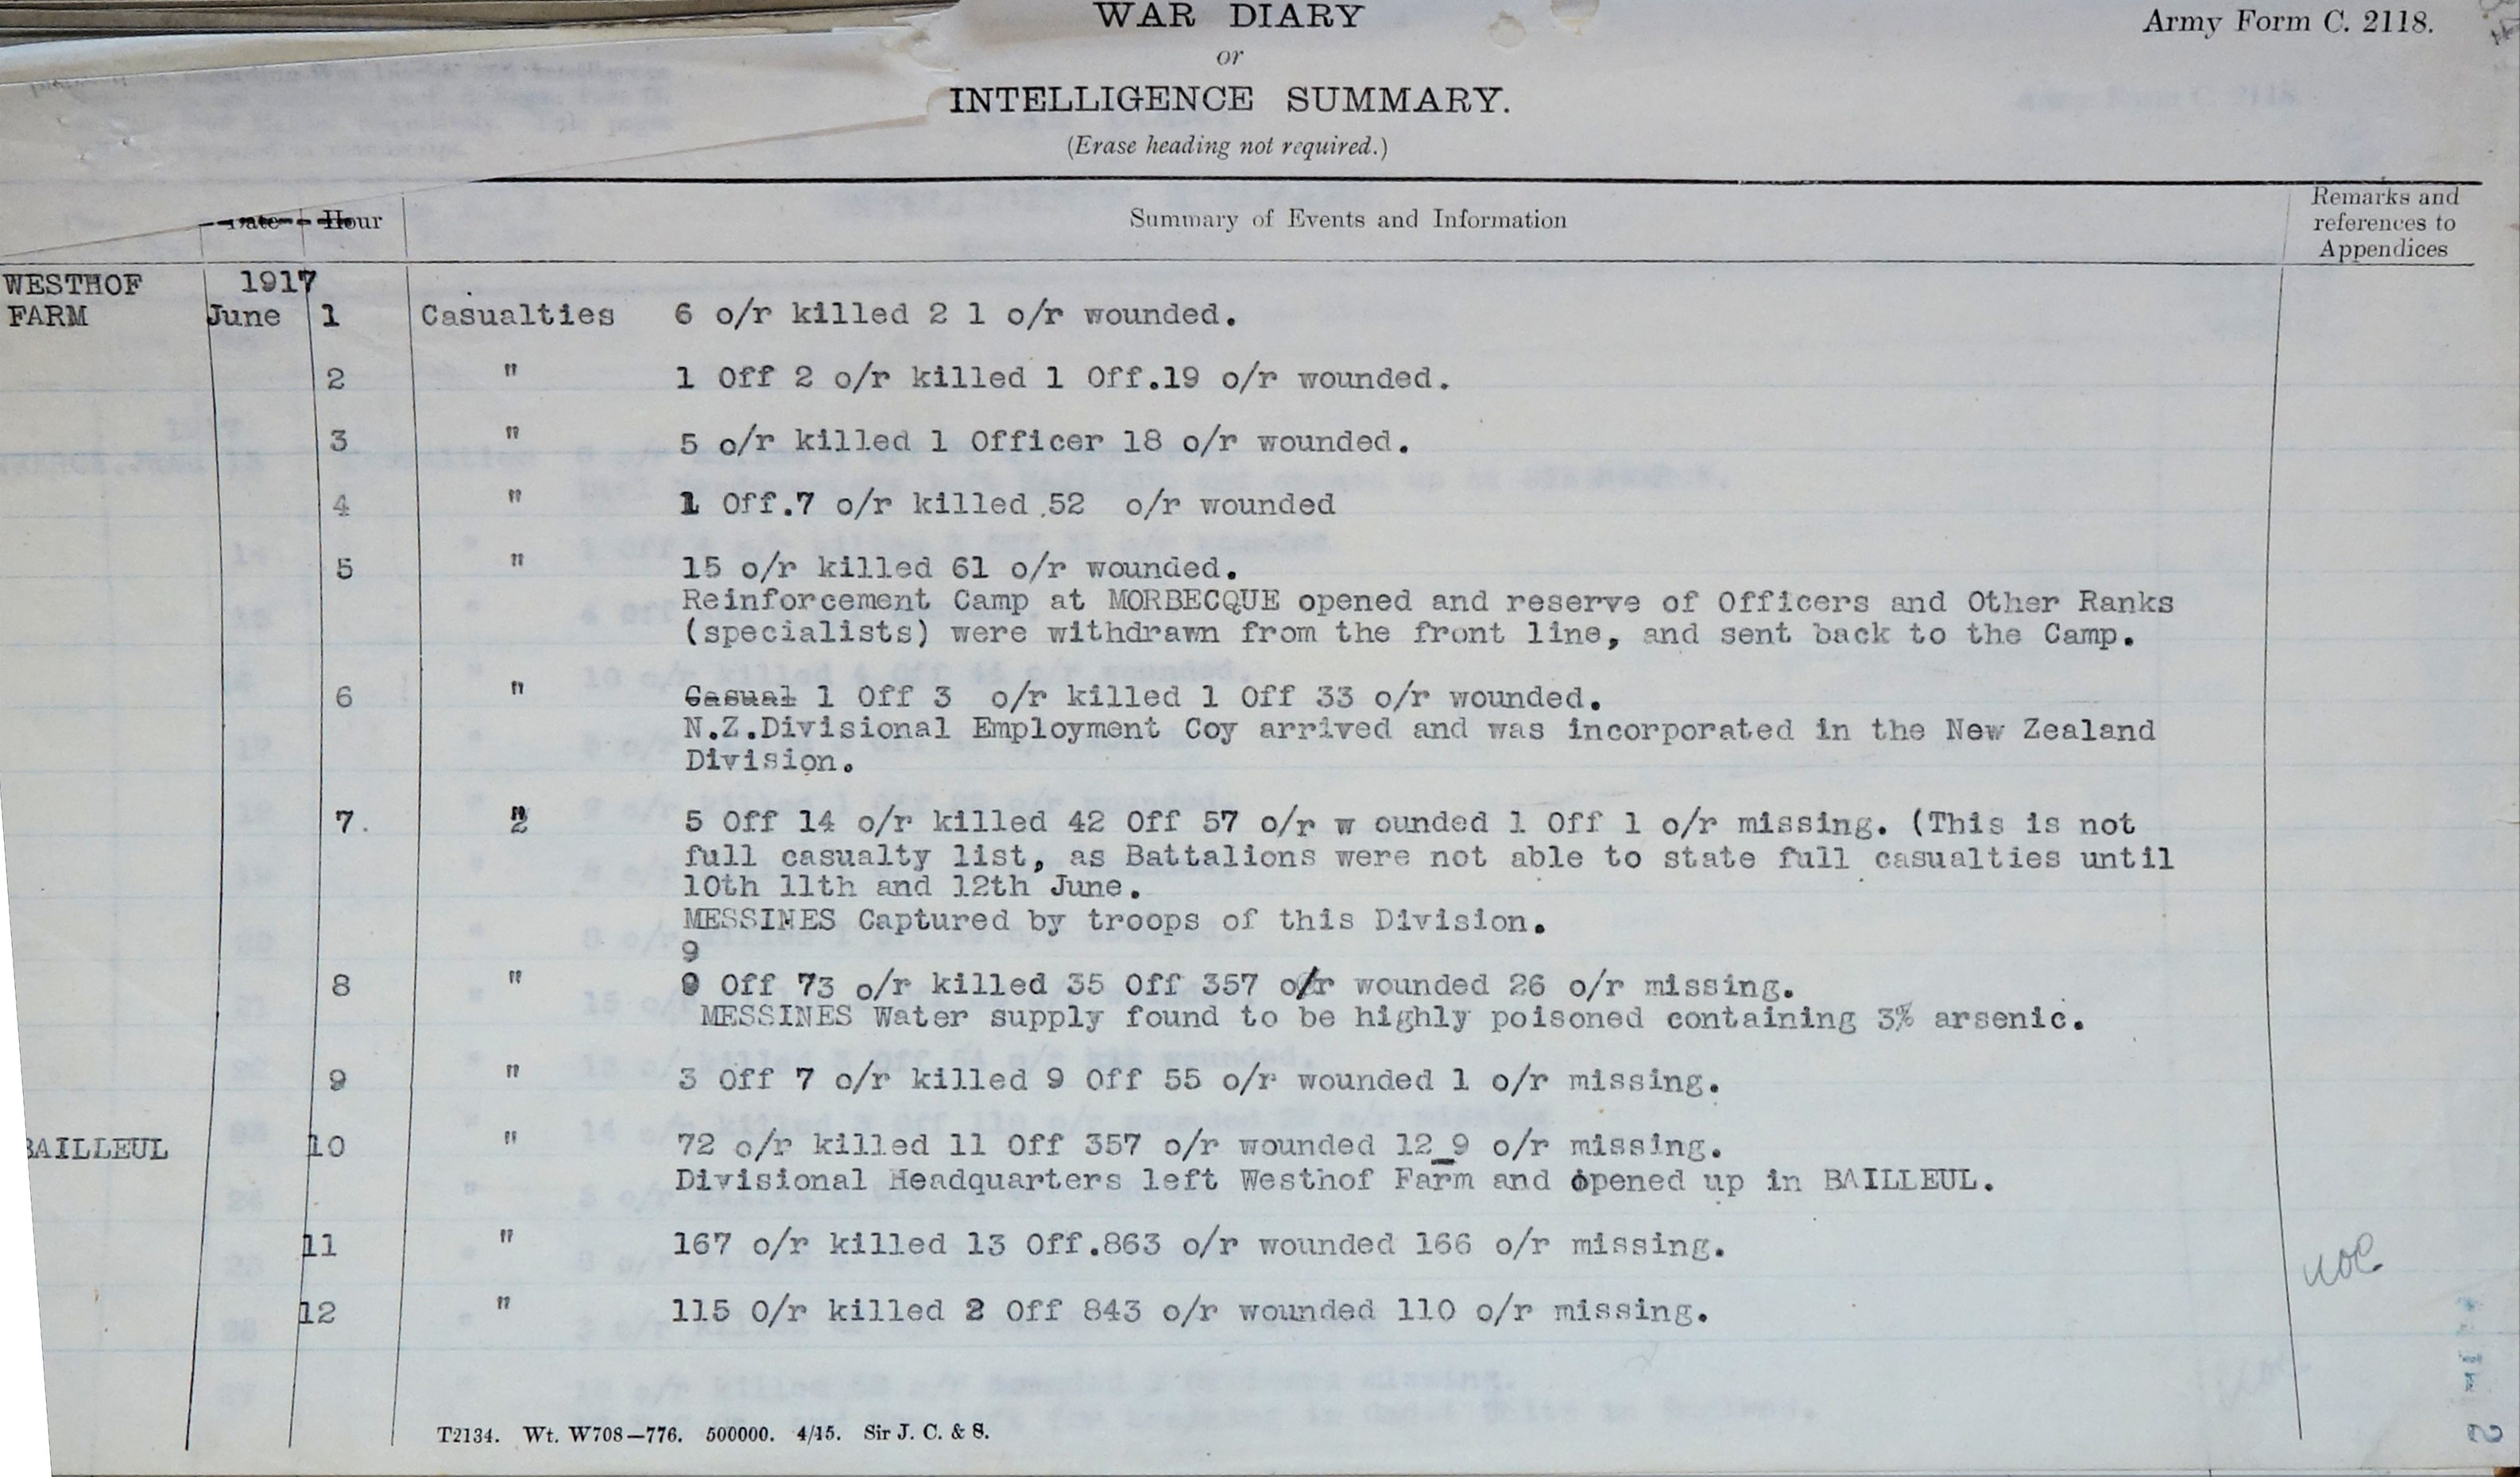 WAR DIARY
Army Form C. 2118.
or
INTELLIGENCE SUMMARY.
(Erase heading not required.)
Date Hour Summary of Events and Information Remarks and references to Appendices
WESTHOF 1917
FARM June 1 Casualties 6 o/r killed 2 1 o/r wounded.
2 " 1 Off 2 o/r killed 1 Off.19 o/r wounded.
3 " 5 o/r killed 1 Officer 18 o/r wounded.
4 " 1 Off.7 o/r killed 52 o/r wounded
5 " 15 o/r killed 61 o/r wounded.
Reinforcement Camp at MORBECQUE opened and reserve of Officers and Other Ranks
(specialists) were withdrawn from the front line, and sent back to the Camp.
6 " Casual 1 Off 3 o/r killed 1 Off 33 o/r wounded.
N.Z.Divisional Employment Coy arrived and was incorporated in the New Zealand
Division.
7. " 5 Off 14 o/r killed 42 Off 57 o/r w ounded 1 Off 1 o/r missing. (This is not
full casualty list, as Battalions were not able to state full casualties until
10th 11th and 12th June.
MESSINES Captured by troops of this Division.
9
8 " 9 Off 73 o/r killed 35 Off 357 o/r wounded 26 o/r missing.
MESSINES Water supply found to be highly poisoned containing 3% arsenic.
9 " 3 Off 7 o/r killed 9 Off 55 o/r wounded 1 o/r missing.
BAILLEUL 10 " 72 o/r killed 11 Off 357 o/r wounded 12_9 o/r missing.
Divisional Headquarters left Westhof Farm and opened up in BAILLEUL.
11 " 167 o/r killed 13 Off.863 o/r wounded 166 o/r missing.
12 " 115 O/r killed 2 Off 843 o/r wounded 110 o/r missing.
T2134. Wt. W708—776. 500000. 4/15. Sir J. C. & S.